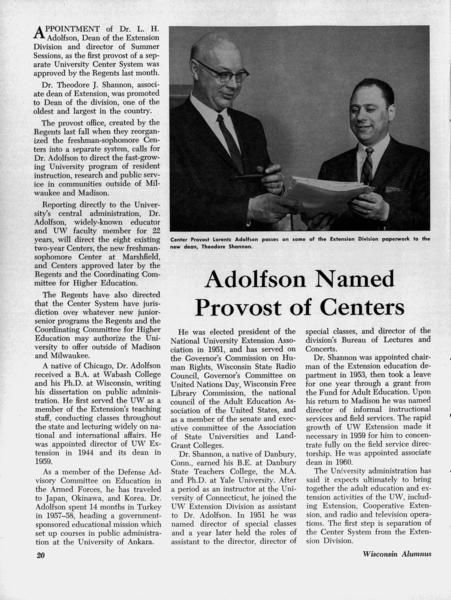 APPOINTMENT of Dr. L. H.
Adolfson, Dean of the Extension
Division and director of Summer
Sessions, as the first provost of a sep-
arate University Center System was
approved by the Regents last month.
Dr. Theodore J. Shannon, associ-
ate dean of Extension, was promoted
to Dean of the division, one of the
oldest and largest in the country.
The provost office, created by the
Regents last fall when they reorgan-
ized the freshman-sophomore Cen-
ters into a separate system, calls for
Dr. Adolfson to direct the fast-grow-
ing University program of resident
instruction, research and public serv-
ice in communities outside of Mil-
waukee and Madison.
Reporting directly to the Univer-
sity's central administration, Dr.
Adolfson, widely-known educator
and UW faculty member for 22
years, will direct the eight existing
two-year Centers, the new freshman-
sophomore Center at Marshfield,
and Centers approved later by the
Regents and the Coordinating Com-
mittee for Higher Education.
The Regents have also directed
that the Center System have juris-
diction over whatever new junior-
senior programs the Regents and the
Coordinating Committee for Higher
Education may authorize the Uni-
versity to offer outside of Madison
and Milwaukee.
A native of Chicago, Dr. Adolfson
received a B.A. at Wabash College
and his Ph.D. at Wisconsin, writing
his dissertation on public adminis-
tration. He first served the UW as a
member of the Extension's teaching
staff, conducting classes throughout
the state and lecturing widely on na-
tional and international affairs. He
was appointed director of UW Ex-
tension in 1944 and its dean in
1959.
As a member of the Defense Ad-
visory Committee on Education in
the Armed Forces, he has traveled
to Japan, Okinawa, and Korea. Dr.
Adolfson spent 14 months in Turkey
in 1957–58, heading a government-
sponsored educational mission which
set up courses in public administra-
tion at the University of Ankara.
Center Provost Lorentz Adolfson passes on some of the Extension Division paperwork to the
new dean, Theodore Shannon.
Adolfson Named
Provost of Centers
He was elected president of the
National University Extension Asso-
ciation in 1951, and has served on
the Governor's Commission on Hu-
man Rights, Wisconsin State Radio
Council, Governor's Committee on
United Nations Day, Wisconsin Free
Library Commission, the national
council of the Adult Education As-
sociation of the United States, and
as a member of the senate and exec-
utive committee of the Association
of State Universities and Land-
Grant Colleges.
Dr. Shannon, a native of Danbury,
Conn., earned his B.E. at Danbury
State Teachers College, the M.A.
and Ph.D. at Yale University. After
a period as an instructor at the Uni-
versity of Connecticut, he joined the
UW Extension Division as assistant
to Dr. Adolfson. In 1951 he was
named director of special classes
and a year later held the roles of
assistant to the director, director of
special classes, and director of the
division's Bureau of Lectures and
Concerts.
Dr. Shannon was appointed chair-
man of the Extension education de-
partment in 1953, then took a leave
for one year through a grant from
the Fund for Adult Education. Upon
his return to Madison he was named
director of informal instructional
services and field services. The rapid
growth of UW Extension made it
necessary in 1959 for him to concen-
trate fully on the field service direc-
torship. He was appointed associate
dean in 1960.
The University administration has
said it expects ultimately to bring
together the adult education and ex-
tension activities of the UW, includ-
ing Extension, Cooperative Exten-
sion, and radio and television opera-
tions. The first step is separation of
the Center System from the Exten-
sion Division.
20
Wisconsin Alumnus